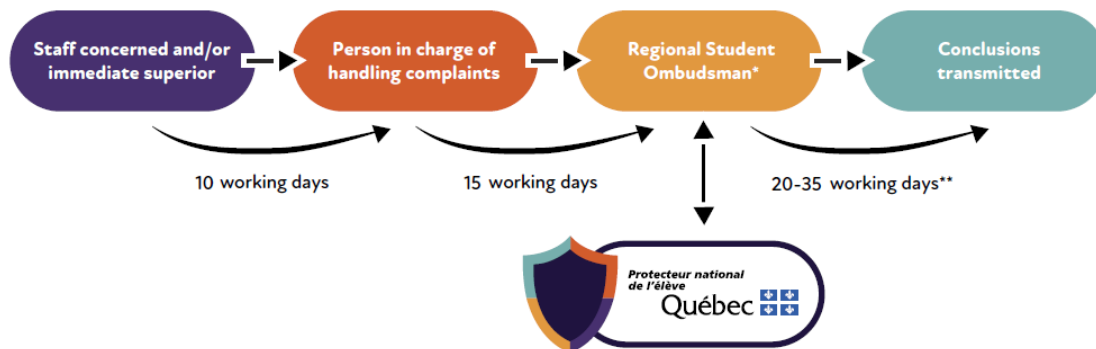 Staff concerned and/or
immediate superior
Person in charge of
handling complaints
Regional Student
Ombudsman*
Conclusions
transmitted
10 working days
15 working days
20-35 working days**
Protecteur national
de l'élève
Québec